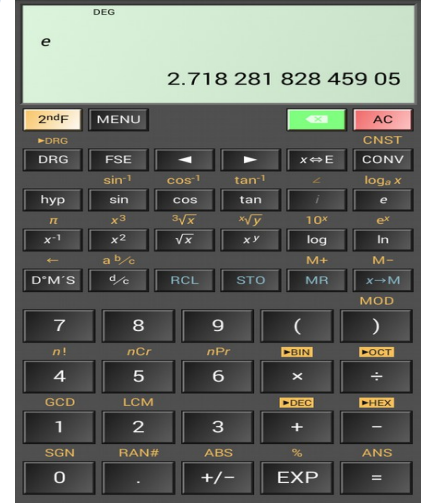 DEG
e
2.718 281 828 459 05
2ndF MENU AC
►DRG CNST
DRG FSE ◄ ► x⇔E CONV
sin-1 cos-1 tan-1 ∠ logₐ x
hyp sin cos tan i e
π x³ ³√x ˣ√y 10ˣ eˣ
x-1 x² √x xʸ log ln
← a b/c M+ M−
D°M´S d/c RCL STO MR x→M
MOD
7 8 9 ( )
n! nCr nPr ►BIN ►OCT
4 5 6 × ÷
GCD LCM ►DEC ►HEX
1 2 3 + −
SGN RAN# ABS % ANS
0 . +/− EXP =